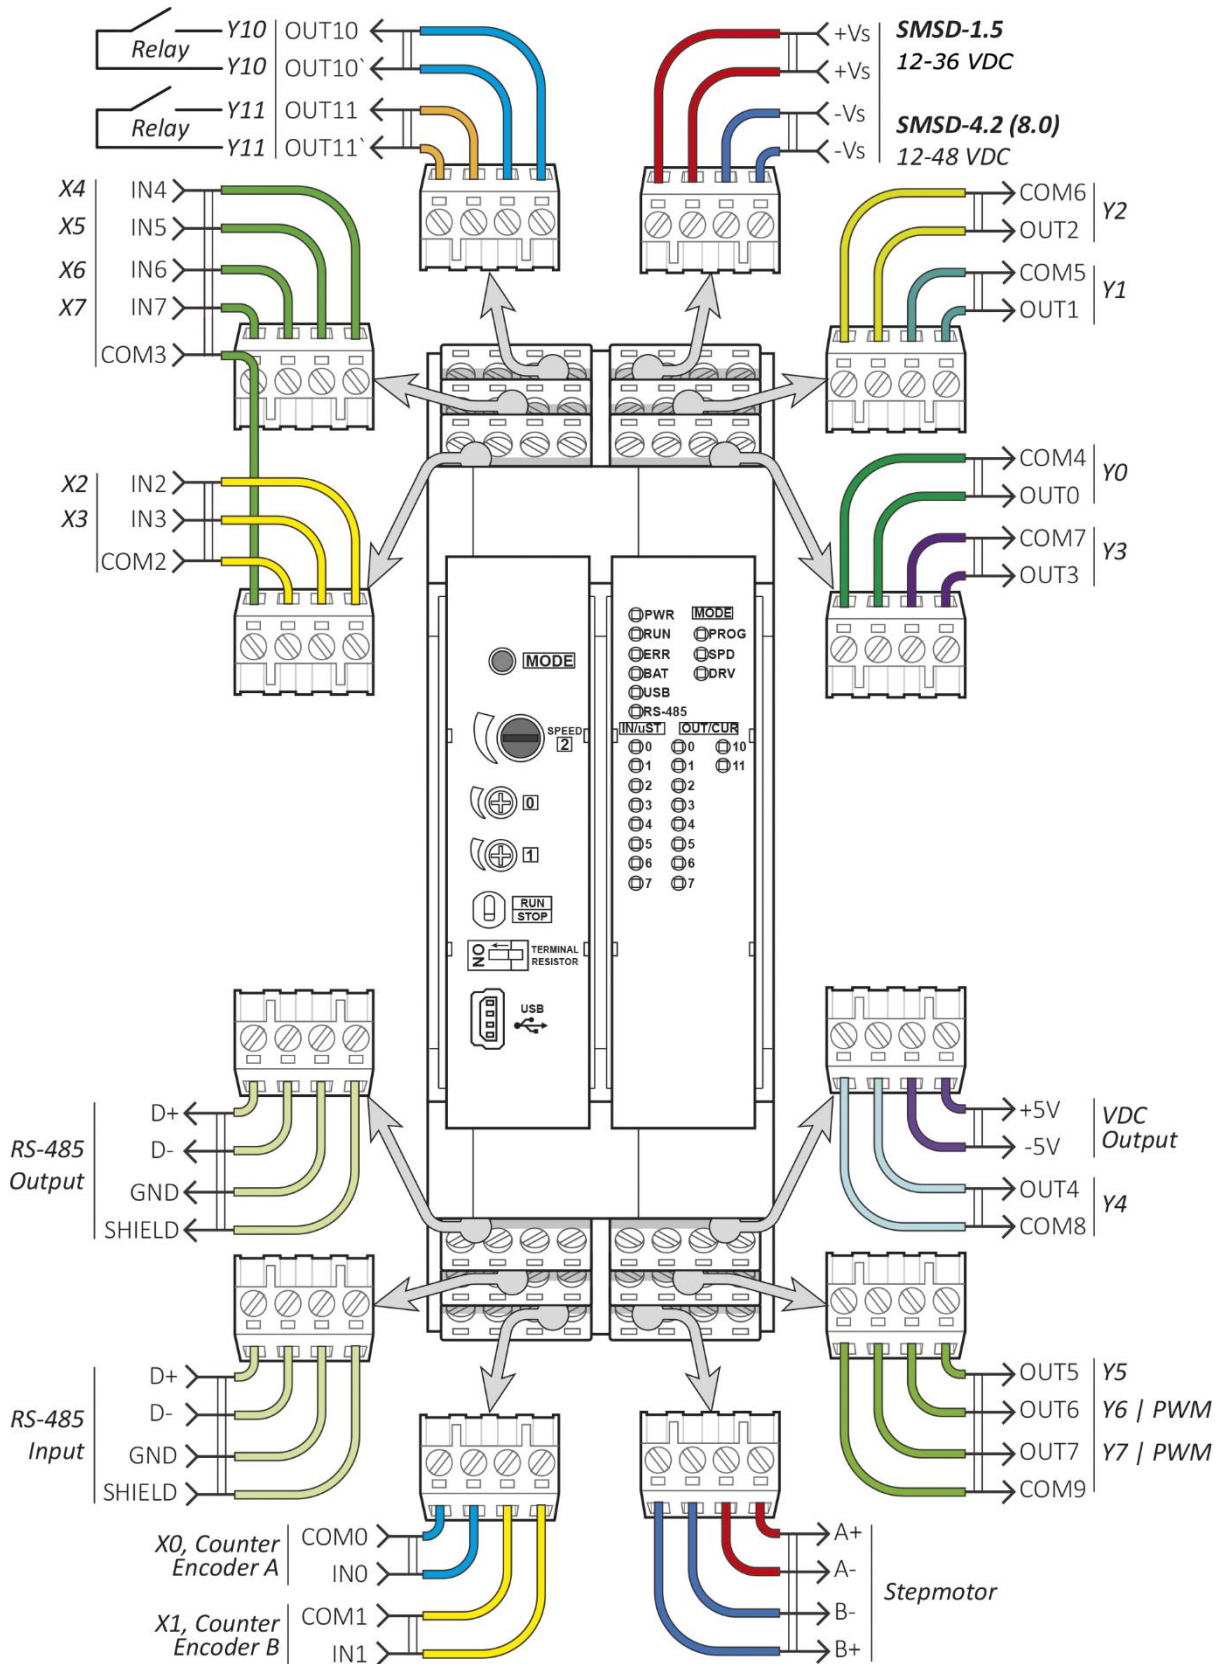 Relay
Y10 OUT10
Y10 OUT10`
Relay
Y11 OUT11
Y11 OUT11`
+Vs
+Vs
-Vs
-Vs
SMSD-1.5
12-36 VDC
SMSD-4.2 (8.0)
12-48 VDC
X4 IN4
X5 IN5
X6 IN6
X7 IN7
COM3
COM6
OUT2
Y2
COM5
OUT1
Y1
X2 IN2
X3 IN3
COM2
COM4
OUT0
Y0
COM7
OUT3
Y3
MODE
SPEED
2
0
1
RUN
STOP
ON
TERMINAL
RESISTOR
USB
PWR MODE
RUN PROG
ERR SPD
BAT DRV
USB
RS-485
IN/uST OUT/CUR
0 0 10
1 1 11
2 2
3 3
4 4
5 5
6 6
7 7
RS-485
Output
D+
D-
GND
SHIELD
+5V
-5V
VDC
Output
OUT4
COM8
Y4
RS-485
Input
D+
D-
GND
SHIELD
OUT5 Y5
OUT6 Y6 | PWM
OUT7 Y7 | PWM
COM9
X0, Counter
Encoder A
COM0
IN0
X1, Counter
Encoder B
COM1
IN1
A+
A-
B-
B+
Stepmotor